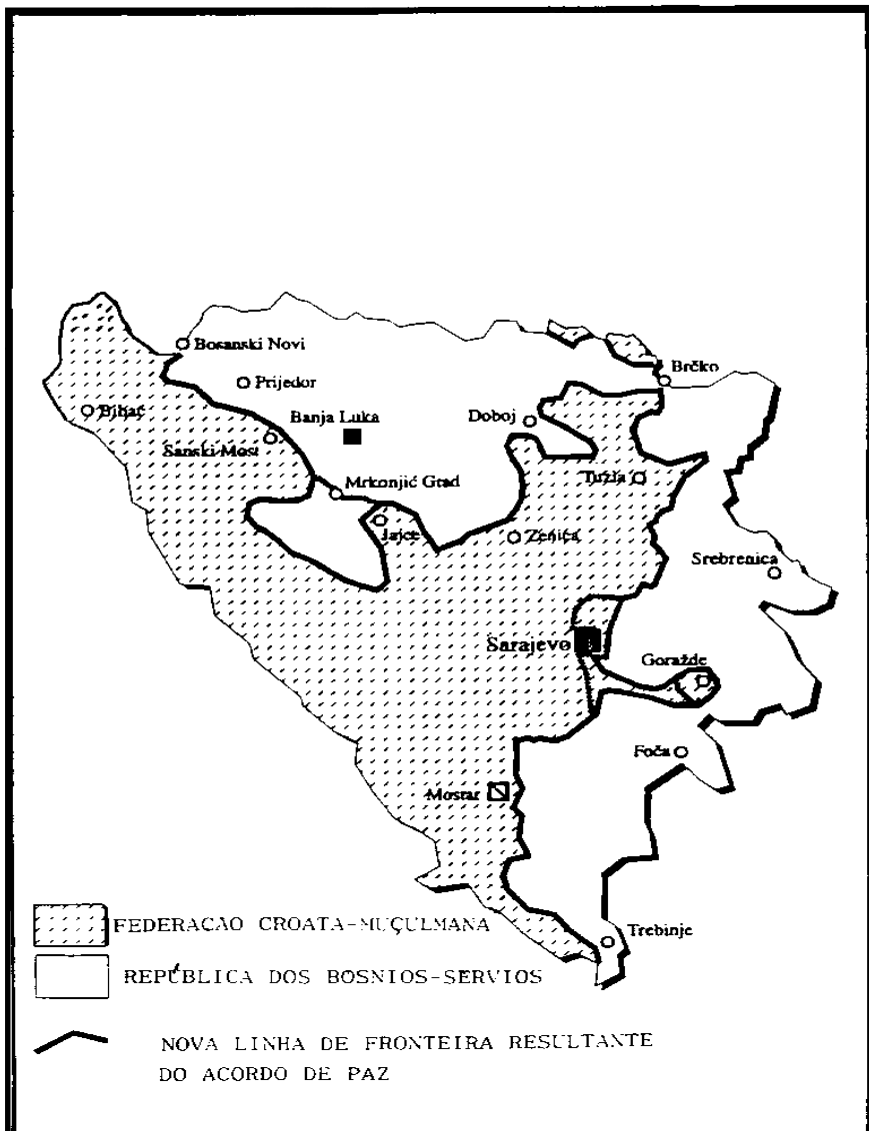 Bosanski Novi
Prijedor
Brčko
Bihać
Banja Luka
Doboj
Sanski Most
Mrkonjić Grad
Tuzla
Jajce
Zenica
Srebrenica
Sarajevo
Goražde
Foča
Mostar
FEDERACAO CROATA-MUÇULMANA
Trebinje
REPÚBLICA DOS BOSNIOS-SERVIOS
NOVA LINHA DE FRONTEIRA RESULTANTE
DO ACORDO DE PAZ